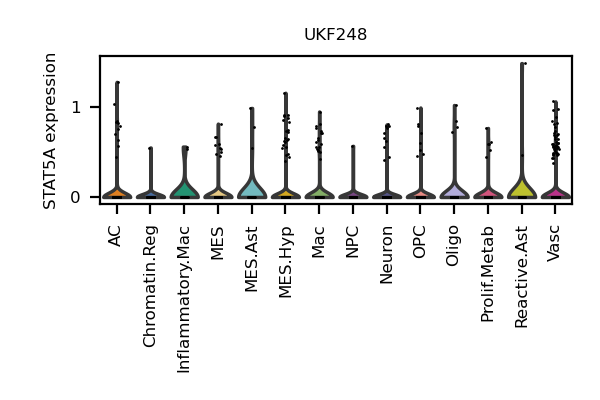 UKF248
STAT5A expression
1
0
AC
Chromatin.Reg
Inflammatory.Mac
MES
MES.Ast
MES.Hyp
Mac
NPC
Neuron
OPC
Oligo
Prolif.Metab
Reactive.Ast
Vasc